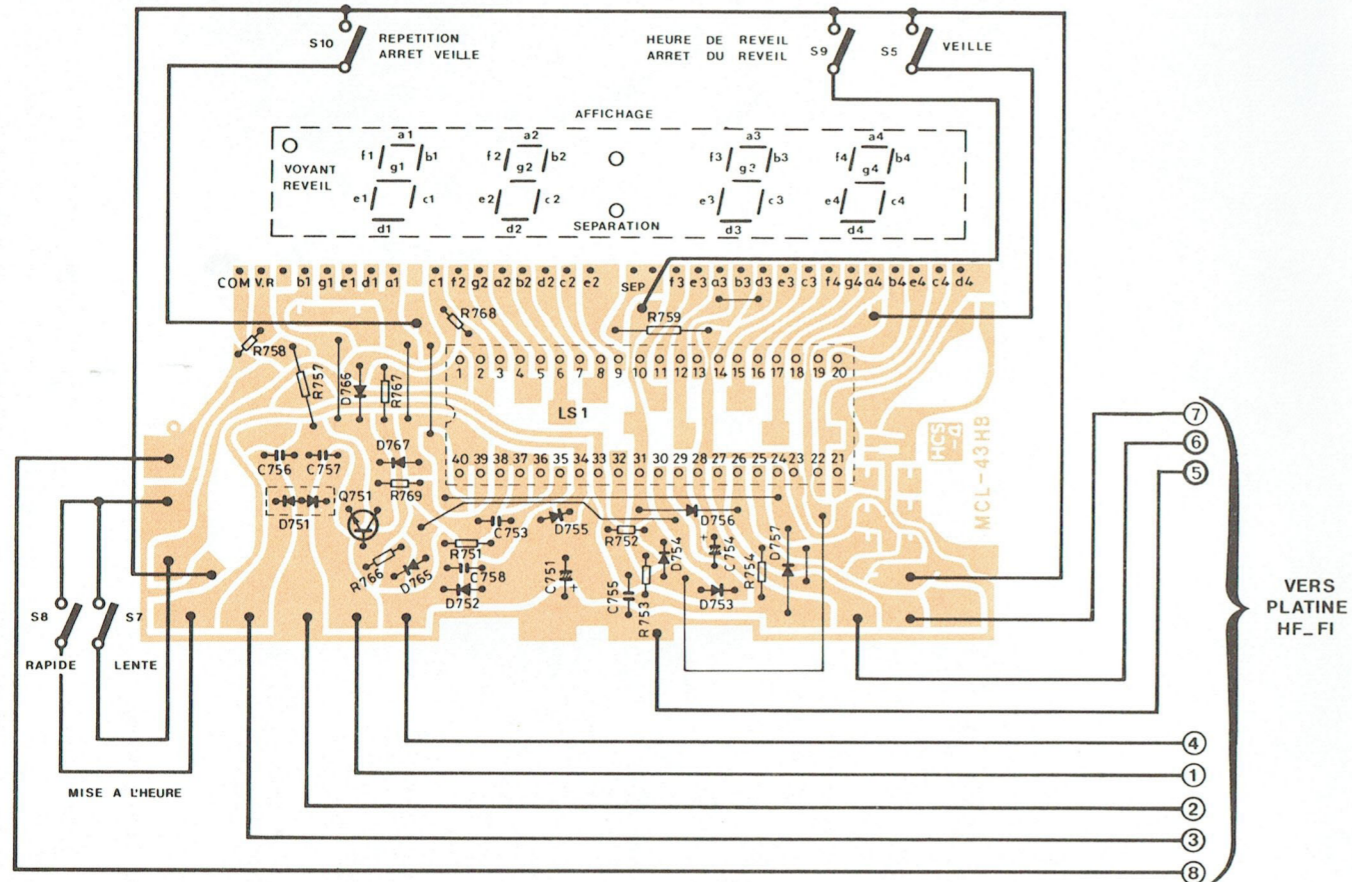 S10 REPETITION
ARRET VEILLE
HEURE DE REVEIL
ARRET DU REVEIL S9
S5 VEILLE
AFFICHAGE
a1 a2 a3 a4
f1 b1 f2 b2 f3 b3 f4 b4
VOYANT
REVEIL
g1 g2 g3 g4
e1 c1 e2 c2 e3 c3 e4 c4
d1 d2 SEPARATION d3 d4
COM V.R b1 g1 e1 d1 a1 c1 f2 g2 a2 b2 d2 c2 e2 SEP f3 e3 a3 b3 d3 e3 c3 f4 g4 a4 b4 e4 c4 d4
R758 R768 R759
R757 D766 R767
1 2 3 4 5 6 7 8 9 10 11 12 13 14 15 16 17 18 19 20
LS 1
40 39 38 37 36 35 34 33 32 31 30 29 28 27 26 25 24 23 22 21
HCS
MCL-43HB
7
6
5
C756 C757 D767
R769
D751 Q751
C753 D755 R752 D756
R751 D754 C754 + R754 D757
R766 D765 C758 C751 + C755 R753 D753
D752
S8 S7
RAPIDE LENTE
MISE A L'HEURE
VERS
PLATINE
HF_FI
4
1
2
3
8